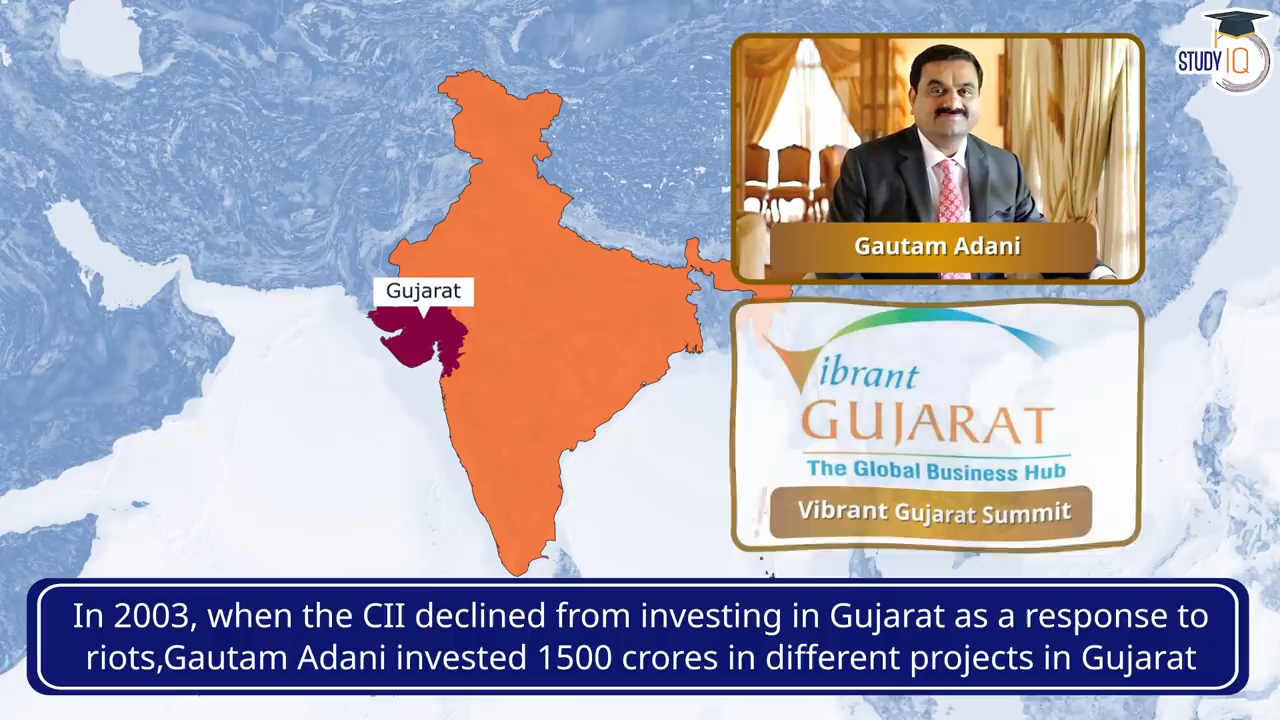 STUDY IQ
Gautam Adani
Gujarat
Vibrant
GUJARAT
The Global Business Hub
Vibrant Gujarat Summit
In 2003, when the CII declined from investing in Gujarat as a response to
riots,Gautam Adani invested 1500 crores in different projects in Gujarat